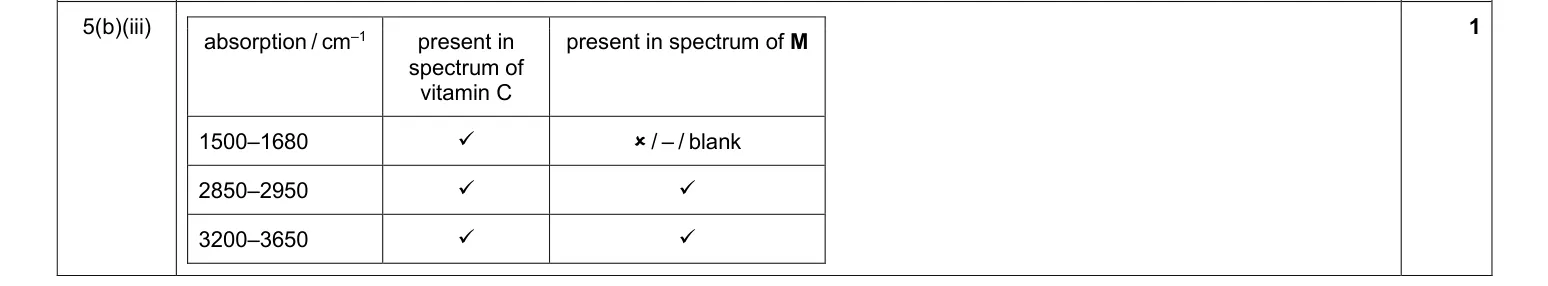 5(b)(iii)
absorption / cm⁻¹ present in spectrum of vitamin C present in spectrum of M
1500–1680 ✓ × / – / blank
2850–2950 ✓ ✓
3200–3650 ✓ ✓
1